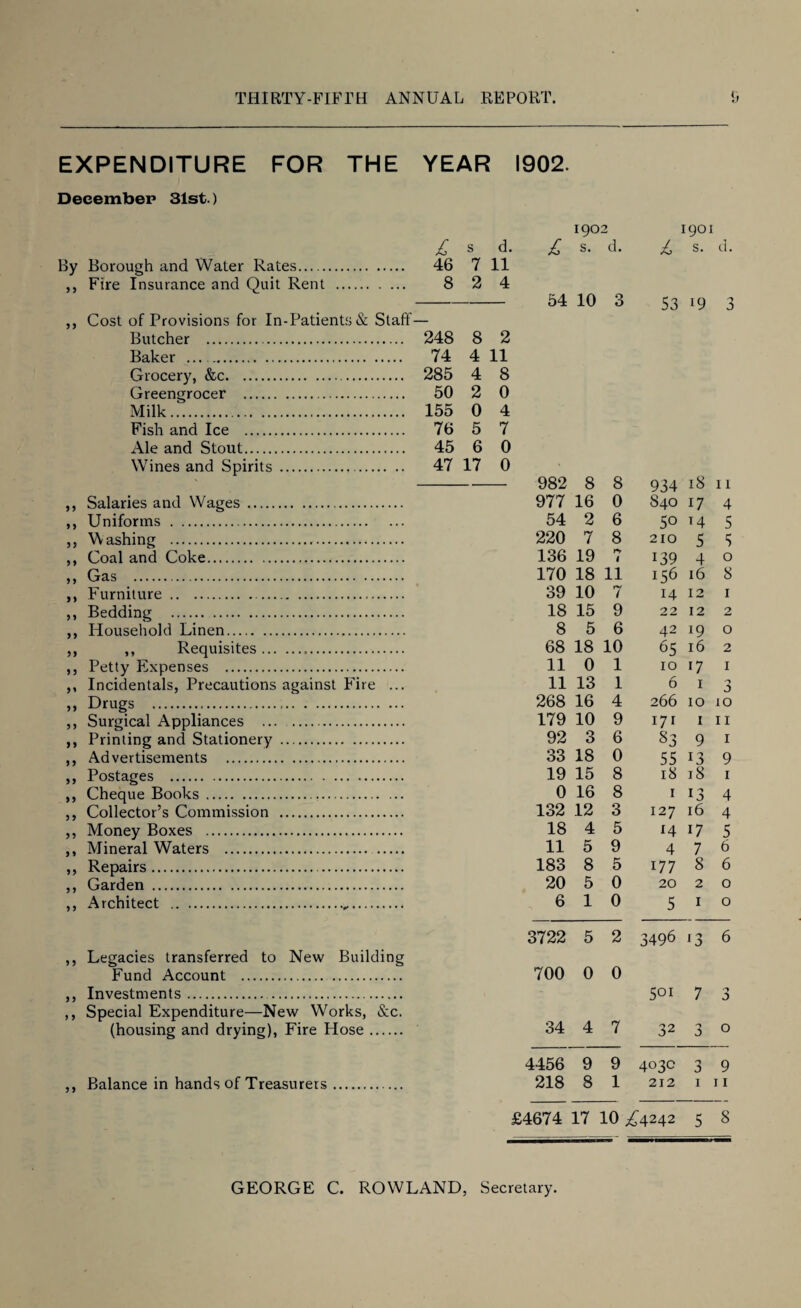 THIRTY-FIFTH ANNUAL REPORT. 9
EXPENDITURE FOR THE YEAR 1902.
December 31st.)
1902 1901
£ s d. £ s. d. £ s. d.
By Borough and Water Rates............ 46 7 11
,, Fire Insurance and Quit Rent ............ 8 2 4
54 10 3 53 19 3
,, Cost of Provisions for In-Patients & Staff—
Butcher ............ 248 8 2
Baker ............ 74 4 11
Grocery, &c. ............ 285 4 8
Greengrocer ............ 50 2 0
Milk............ 155 0 4
Fish and Ice ............ 76 5 7
Ale and Stout............ 45 6 0
Wines and Spirits ............ 47 17 0
982 8 8 934 18 11
,, Salaries and Wages ............ 977 16 0 840 17 4
,, Uniforms ............ 54 2 6 50 14 5
,, Washing ............ 220 7 8 210 5 5
,, Coal and Coke............ 136 19 7 139 4 0
,, Gas ............ 170 18 11 156 16 8
,, Furniture ............ 39 10 7 14 12 1
,, Bedding ............ 18 15 9 22 12 2
,, Household Linen............ 8 5 6 42 19 0
,, ,, Requisites ............ 68 18 10 65 16 2
,, Petty Expenses ............ 11 0 1 10 17 1
,, Incidentals, Precautions against Fire ... 11 13 1 6 1 3
,, Drugs ............ 268 16 4 266 10 10
,, Surgical Appliances ............ 179 10 9 171 1 11
,, Printing and Stationery ............ 92 3 6 83 9 1
,, Advertisements ............ 33 18 0 55 13 9
,, Postages ............ 19 15 8 18 18 1
,, Cheque Books ............ 0 16 8 1 13 4
,, Collector's Commission ............ 132 12 3 127 16 4
,, Money Boxes ............ 18 4 5 14 17 5
,, Mineral Waters ............ 11 5 9 4 7 6
,, Repairs ............ 183 8 5 177 8 6
,, Garden ............ 20 5 0 20 2 0
,, Architect ............ 6 1 0 5 1 0
3722 5 2 3496 13 6
,, Legacies transferred to New Building
Fund Account ............ 700 0 0
,, Investments ............ 501 7 3
,, Special Expenditure—New Works, &c.
(housing and drying), Fire Hose ...... 34 4 7 32 3 0
4456 9 9 4030 3 9
,, Balance in hands of Treasurers ............ 218 8 1 212 1 11
£4674 17 10 £4242 5 8
GEORGE C. ROWLAND, Secretary.